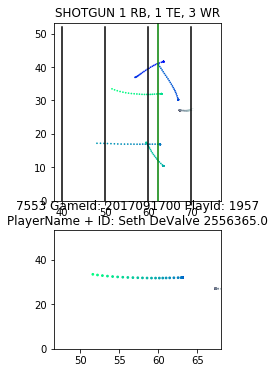 SHOTGUN 1 RB, 1 TE, 3 WR
50
40
30
20
10
0
40 50 60 70
7553 GameId: 2017091700 PlayId: 1957
PlayerName + ID: Seth DeValve 2556365.0
40
20
0
50 55 60 65